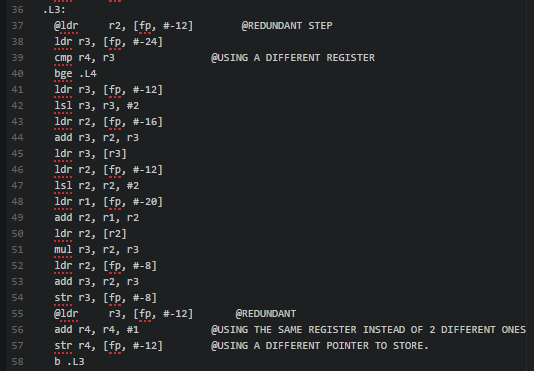 36 .L3:
37 @ldr r2, [fp, #-12] @REDUNDANT STEP
38 ldr r3, [fp, #-24]
39 cmp r4, r3 @USING A DIFFERENT REGISTER
40 bge .L4
41 ldr r3, [fp, #-12]
42 lsl r3, r3, #2
43 ldr r2, [fp, #-16]
44 add r3, r2, r3
45 ldr r3, [r3]
46 ldr r2, [fp, #-12]
47 lsl r2, r2, #2
48 ldr r1, [fp, #-20]
49 add r2, r1, r2
50 ldr r2, [r2]
51 mul r3, r2, r3
52 ldr r2, [fp, #-8]
53 add r3, r2, r3
54 str r3, [fp, #-8]
55 @ldr r3, [fp, #-12] @REDUNDANT
56 add r4, r4, #1 @USING THE SAME REGISTER INSTEAD OF 2 DIFFERENT ONES
57 str r4, [fp, #-12] @USING A DIFFERENT POINTER TO STORE.
58 b .L3